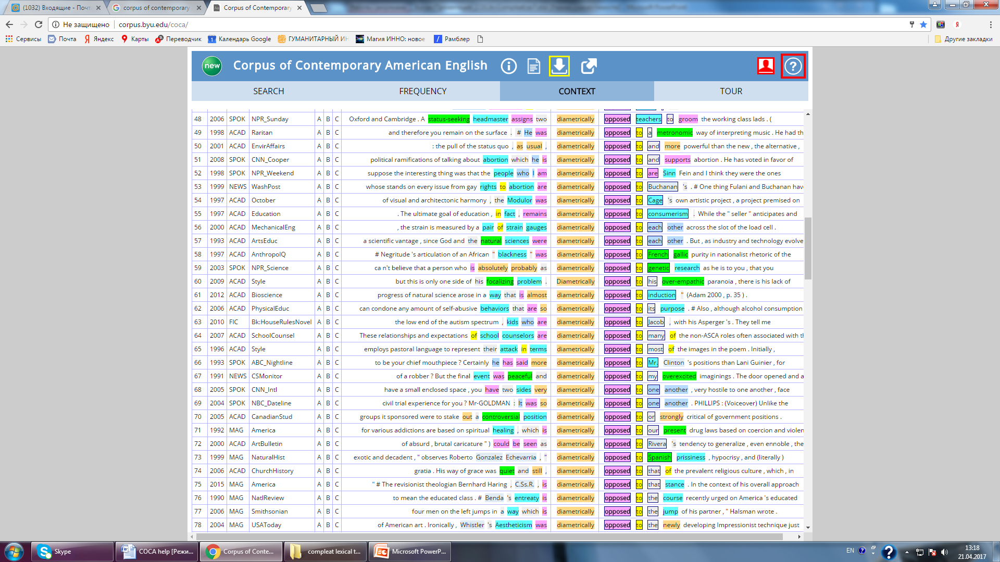 (1032) Входящие - Почт
corpus of contemporary
Corpus of Contemporary
Не защищено
corpus.byu.edu/coca/
Сервисы
Почта
Яндекс
Карты
Переводчик
Календарь Google
ГУМАНИТАРНЫЙ ИН
Магия ИННО: новое
Рамблер
Другие закладки
new
Corpus of Contemporary American English
SEARCH FREQUENCY CONTEXT TOUR
48 2006 SPOK NPR_Sunday A B C Oxford and Cambridge . A status-seeking headmaster assigns two diametrically opposed teachers to groom the working class lads . (
49 1998 ACAD Raritan A B C and therefore you remain on the surface . # He was diametrically opposed to a metronomic way of interpreting music . He had th
50 2001 ACAD EnvirAffairs A B C : the pull of the status quo , as usual , diametrically opposed to and more powerful than the new , the alternative ,
51 2008 SPOK CNN_Cooper A B C political ramifications of talking about abortion which he is diametrically opposed to and supports abortion . He has voted in favor of
52 1998 SPOK NPR_Weekend A B C suppose the interesting thing was that the people who I am diametrically opposed to are Sinn Fein and I think they were the ones
53 1999 NEWS WashPost A B C whose stands on every issue from gay rights to abortion are diametrically opposed to Buchanan 's . # One thing Fulani and Buchanan hav
54 1997 ACAD October A B C of visual and architectonic harmony , the Modulor was diametrically opposed to Cage 's own artistic project , a project premised on
55 1997 ACAD Education A B C . The ultimate goal of education , in fact , remains diametrically opposed to consumerism . While the " seller " anticipates and
56 2000 ACAD MechanicalEng A B C , the strain is measured by a pair of strain gauges diametrically opposed to each other across the slot of the load cell .
57 1993 ACAD ArtsEduc A B C a scientific vantage , since God and the natural sciences were diametrically opposed to each other . But , as industry and technology evolve
58 1997 ACAD AnthropolQ A B C # Negritude 's articulation of an African " blackness " was diametrically opposed to French gallic purity in nationalist rhetoric of the
59 2003 SPOK NPR_Science A B C ca n't believe that a person who is absolutely probably as diametrically opposed to genetic research as he is to you , that you
60 2009 ACAD Style A B C but this is only one side of his focalizing problem . Diametrically opposed to his over-empathic paranoia , there is his lack of
61 2012 ACAD Bioscience A B C progress of natural science arose in a way that is almost diametrically opposed to induction " (Adam 2000 , p. 35 ) .
62 2006 ACAD PhysicalEduc A B C can condone any amount of self-abusive behaviors that are so diametrically opposed to its purpose . # Also , although alcohol consumption
63 2010 FIC Bk:HouseRulesNovel A B C the low end of the autism spectrum , kids who are diametrically opposed to Jacob , with his Asperger 's . They tell me
64 2007 ACAD SchoolCounsel A B C These relationships and expectations of school counselors are diametrically opposed to many of the non-ASCA roles often associated with th
65 1996 ACAD Style A B C employs pastoral language to represent their attack in terms diametrically opposed to most of the images in the poem . Initially ,
66 1993 SPOK ABC_Nightline A B C to be your chief mouthpiece ? Certainly he has said more diametrically opposed to Mr. Clinton 's positions than Lani Guinier , for
67 1991 NEWS CSMonitor A B C of a robber ? But the final event was peaceful and diametrically opposed to my overexcited imaginings . The door opened and a
68 2005 SPOK CNN_Intl A B C have a small enclosed space , you have two sides very diametrically opposed to one another , very hostile to one another , face
69 2004 SPOK NBC_Dateline A B C civil trial experience for you ? Mr-GOLDMAN : It was so diametrically opposed to one another . PHILLIPS : (Voiceover) Unlike the
70 2005 ACAD CanadianStud A B C groups it sponsored were to stake out a controversial position diametrically opposed to or strongly critical of government positions .
71 1992 MAG America A B C for various addictions are based on spiritual healing , which is diametrically opposed to our present drug laws based on coercion and violen
72 2000 ACAD ArtBulletin A B C of absurd , brutal caricature " ) could be seen as diametrically opposed to Rivera 's tendency to generalize , even ennoble , the
73 1999 MAG NaturalHist A B C exotic and decadent , " observes Roberto Gonzalez Echevarria , " diametrically opposed to Spanish prissiness , hypocrisy , and (literally )
74 2006 ACAD ChurchHistory A B C gratia . His way of grace was quiet and still , diametrically opposed to that of the prevalent religious culture , which , in
75 2015 MAG America A B C " # The revisionist theologian Bernhard Haring , C.Ss.R. , is diametrically opposed to that stance . In the context of his overall approach
76 1990 MAG NatlReview A B C to mean the educated class . # Benda 's entreaty is diametrically opposed to the course recently urged on America 's educated
77 2006 MAG Smithsonian A B C four men on the left jumps in a way which is diametrically opposed to the jump of his partner , " Halsman wrote .
78 2004 MAG USAToday A B C of American art . Ironically , Whistler 's Aestheticism was diametrically opposed to the newly developing Impressionist technique just
Skype
COCA help [Режи...
Corpus of Conte...
compleat lexical t...
Microsoft PowerP...
EN
13:18
21.04.2017